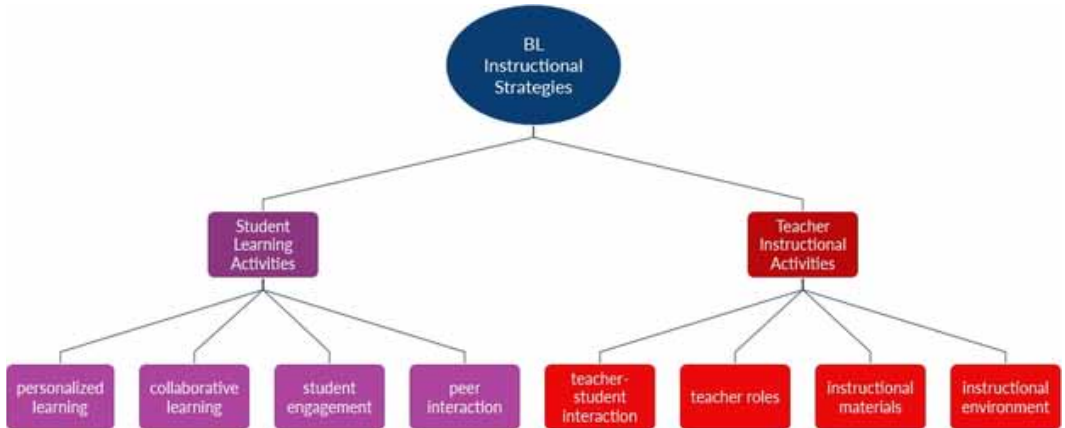 BL
Instructional
Strategies
Student
Learning
Activities
Teacher
Instructional
Activities
personalized
learning
collaborative
learning
student
engagement
peer
interaction
teacher-
student
interaction
teacher roles
instructional
materials
instructional
environment